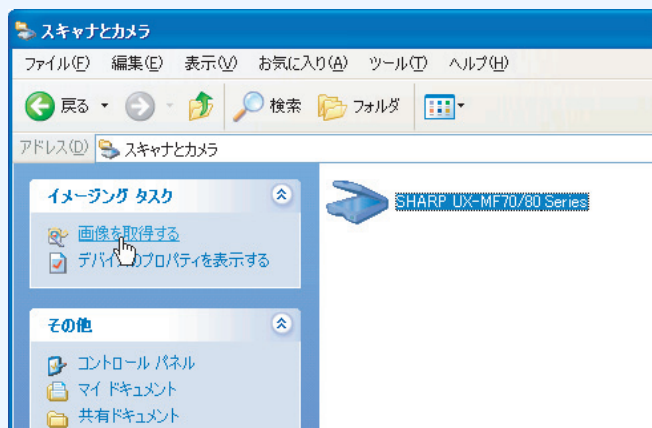 スキャナとカメラ
ファイル(F) 編集(E) 表示(V) お気に入り(A) ツール(T) ヘルプ(H)
戻る 検索 フォルダ
アドレス(D) スキャナとカメラ
イメージング タスク
画像を取得する
デバイスのプロパティを表示する
その他
コントロール パネル
マイ ドキュメント
共有ドキュメント
SHARP UX-MF70/80 Series